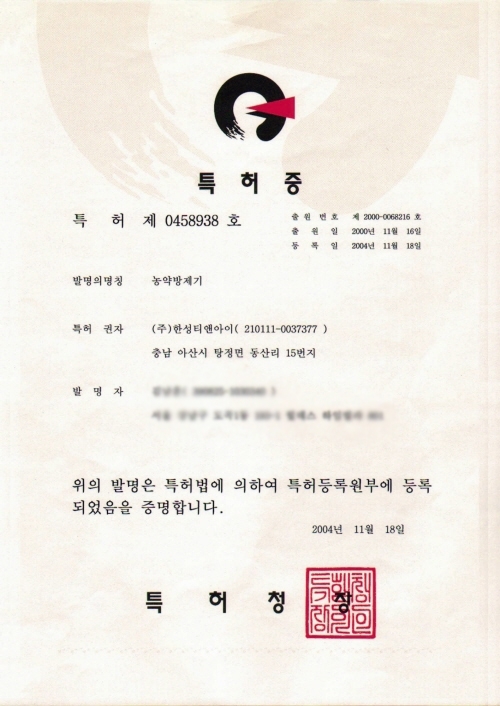 특허증
특 허 제 0458938 호
출 원 번 호 제 2000-0068216 호
출 원 일 2000년 11월 16일
등 록 일 2004년 11월 18일
발명의명칭 농약방제기
특허 권자 (주)한성티앤아이( 210111-0037377 )
충남 아산시 탕정면 동산리 15번지
발 명 자
위의 발명은 특허법에 의하여 특허등록원부에 등록
되었음을 증명합니다.
2004년 11월 18일
특 허 청 장